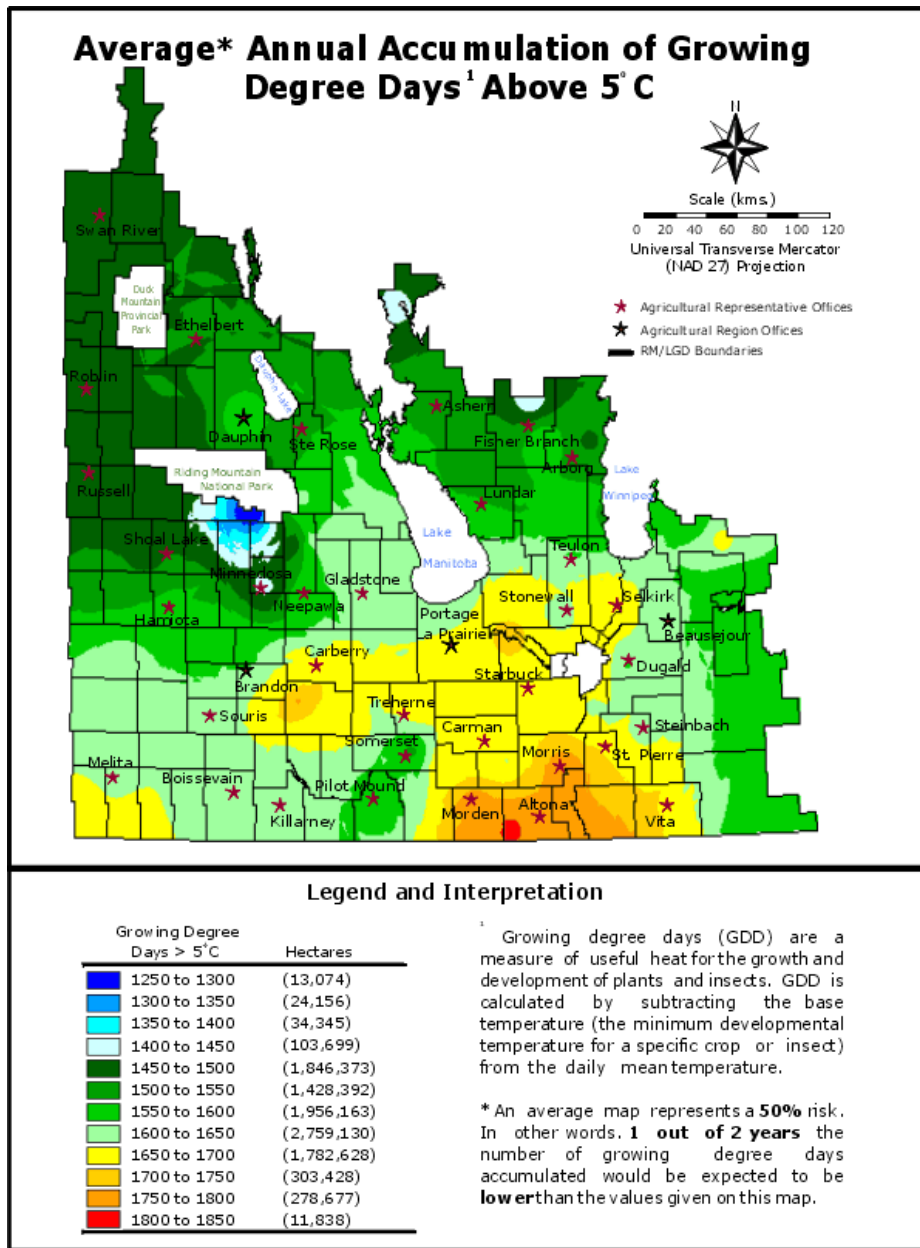 Average* Annual Accumulation of Growing
Degree Days¹ Above 5°C
N
Scale (kms.)
0 20 40 60 80 100 120
Universal Transverse Mercator
(NAD 27) Projection
Agricultural Representative Offices
Agricultural Region Offices
RM/LGD Boundaries
Swan River
Duck
Mountain
Provincial
Park
Ethelbert
Roblin
Dauphin Lake
Dauphin
Ste Rose
Ashern
Fisher Branch
Arborg
Riding Mountain
National Park
Russell
Lundar
Lake
Winnipeg
Lake
Manitoba
Shoal Lake
Minnedosa
Neepawa
Gladstone
Teulon
Hamiota
Stonewall
Selkirk
Portage
la Prairie
Beausejour
Carberry
Brandon
Dugald
Starbuck
Souris
Treherne
Carman
Steinbach
Somerset
Morris
St. Pierre
Melita
Boissevain
Killarney
Pilot Mound
Morden
Altona
Vita
Legend and Interpretation
Growing Degree
Days > 5°C Hectares
1250 to 1300 (13,074)
1300 to 1350 (24,156)
1350 to 1400 (34,345)
1400 to 1450 (103,699)
1450 to 1500 (1,846,373)
1500 to 1550 (1,428,392)
1550 to 1600 (1,956,163)
1600 to 1650 (2,759,130)
1650 to 1700 (1,782,628)
1700 to 1750 (303,428)
1750 to 1800 (278,677)
1800 to 1850 (11,838)
¹
Growing degree days (GDD) are a
measure of useful heat for the growth and
development of plants and insects. GDD is
calculated by subtracting the base
temperature (the minimum developmental
temperature for a specific crop or insect)
from the daily mean temperature.
* An average map represents a 50% risk.
In other words. 1 out of 2 years the
number of growing degree days
accumulated would be expected to be
lower than the values given on this map.